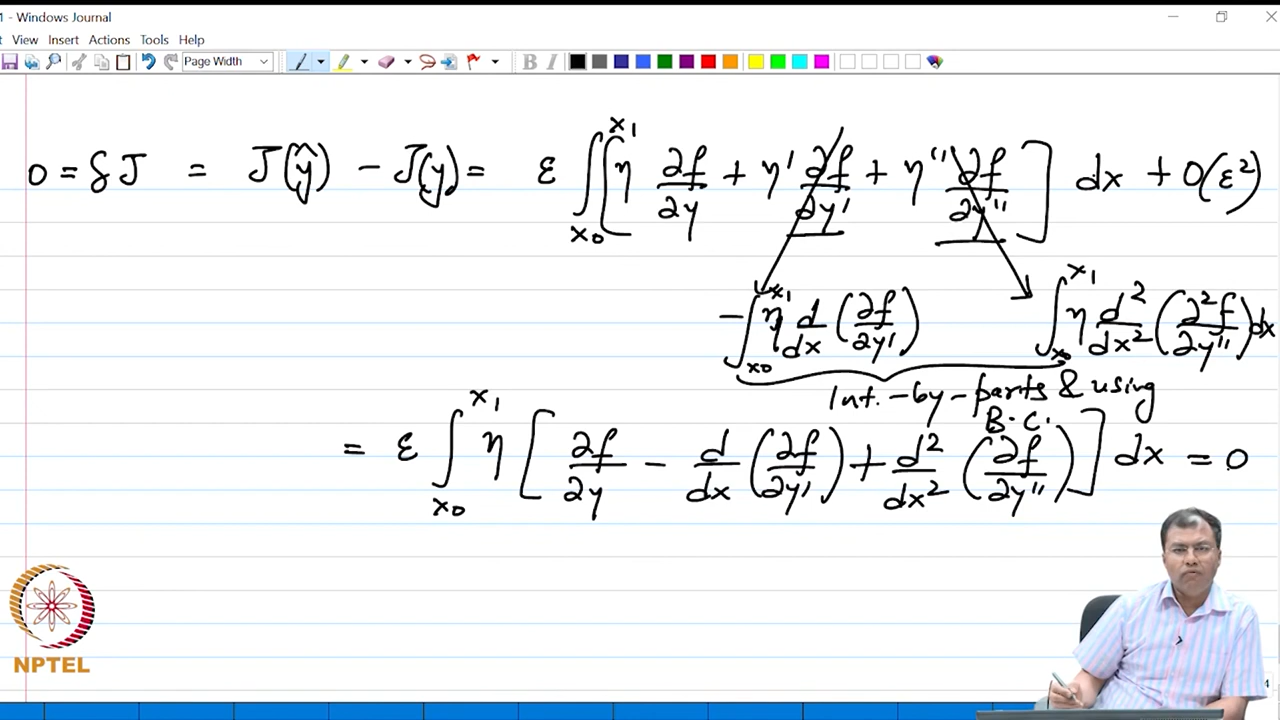 1 - Windows Journal
t View Insert Actions Tools Help
Page Width B I
0 = δJ = J(ŷ) - J(y) = ε ∫_{x0}^{x1} [η ∂f/∂y + η' ∂f/∂y' + η'' ∂f/∂y''] dx + O(ε²)
- ∫_{x0}^{x1} η d/dx (∂f/∂y') ∫_{x0}^{x1} η d²/dx² (∂²f/∂y'') dx
Int. - by - parts & using
B.C.
= ε ∫_{x0}^{x1} η [∂f/∂y - d/dx (∂f/∂y') + d²/dx² (∂f/∂y'')] dx = 0
NPTEL